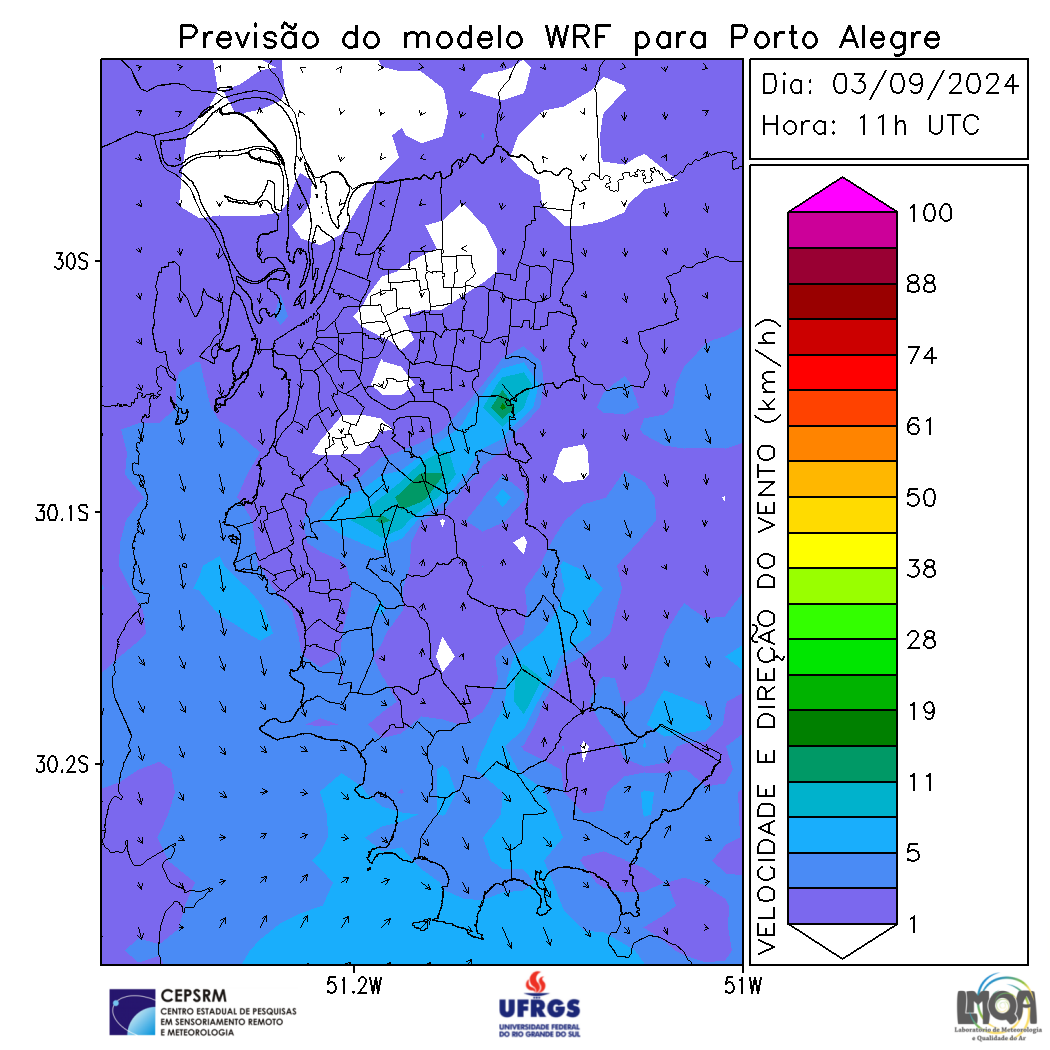 Previsão do modelo WRF para Porto Alegre
Dia: 03/09/2024
Hora: 11h UTC
30S
30.1S
30.2S
51.2W
51W
VELOCIDADE E DIREÇÃO DO VENTO (km/h)
100
88
74
61
50
38
28
19
11
5
1
CEPSRM
CENTRO ESTADUAL DE PESQUISAS
EM SENSORIAMENTO REMOTO
E METEOROLOGIA
UFRGS
UNIVERSIDADE FEDERAL
DO RIO GRANDE DO SUL
LMQA
Laboratório de Meteorologia
e Qualidade do Ar